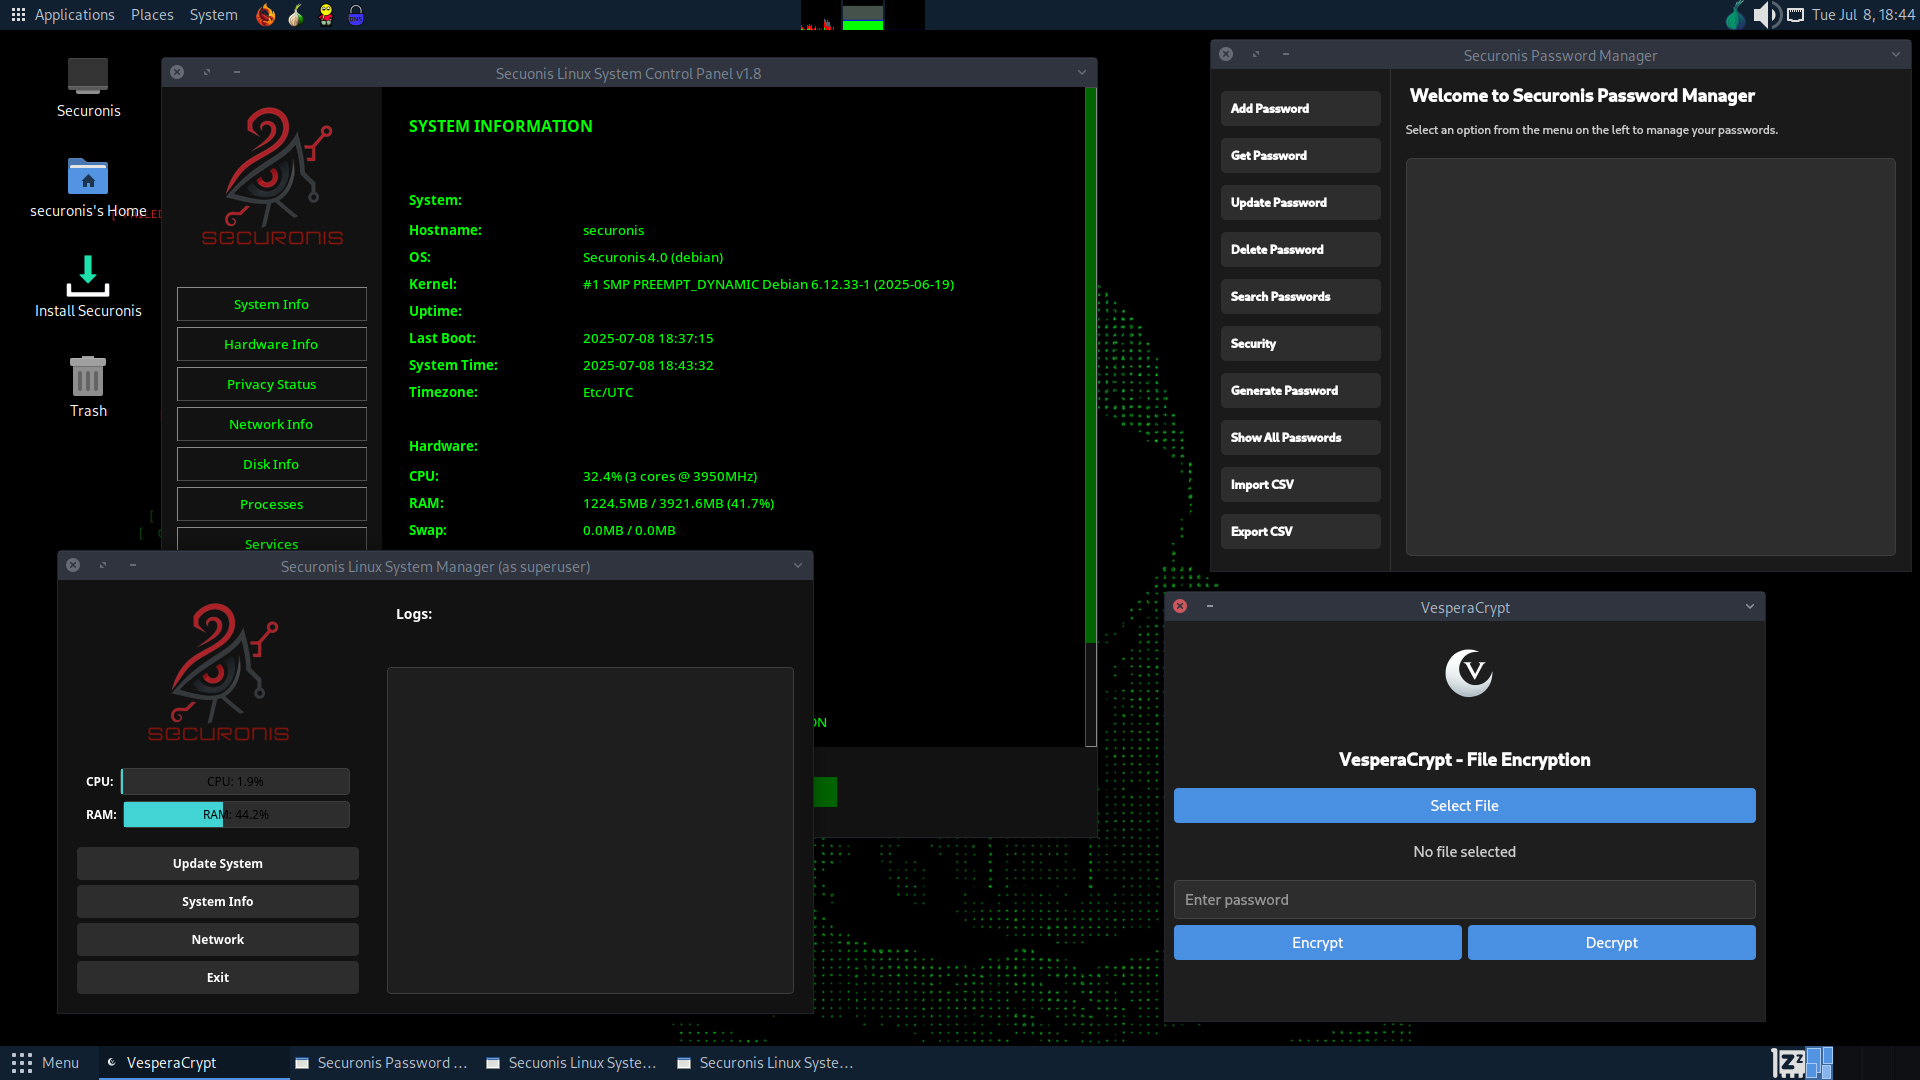 Applications Places System
Tue Jul 8, 18:44
Securonis
securonis's Home
Install Securonis
Trash
Secuonis Linux System Control Panel v1.8
SECURONIS
System Info
Hardware Info
Privacy Status
Network Info
Disk Info
Processes
Services
SYSTEM INFORMATION
System:
Hostname: securonis
OS: Securonis 4.0 (debian)
Kernel: #1 SMP PREEMPT_DYNAMIC Debian 6.12.33-1 (2025-06-19)
Uptime:
Last Boot: 2025-07-08 18:37:15
System Time: 2025-07-08 18:43:32
Timezone: Etc/UTC
Hardware:
CPU: 32.4% (3 cores @ 3950MHz)
RAM: 1224.5MB / 3921.6MB (41.7%)
Swap: 0.0MB / 0.0MB
Securonis Password Manager
Add Password
Get Password
Update Password
Delete Password
Search Passwords
Security
Generate Password
Show All Passwords
Import CSV
Export CSV
Welcome to Securonis Password Manager
Select an option from the menu on the left to manage your passwords.
Securonis Linux System Manager (as superuser)
SECURONIS
CPU: CPU: 1.9%
RAM: RAM: 44.2%
Update System
System Info
Network
Exit
Logs:
VesperaCrypt
V
VesperaCrypt - File Encryption
Select File
No file selected
Enter password
Encrypt Decrypt
Menu VesperaCrypt Securonis Password ... Secuonis Linux Syste... Securonis Linux Syste...